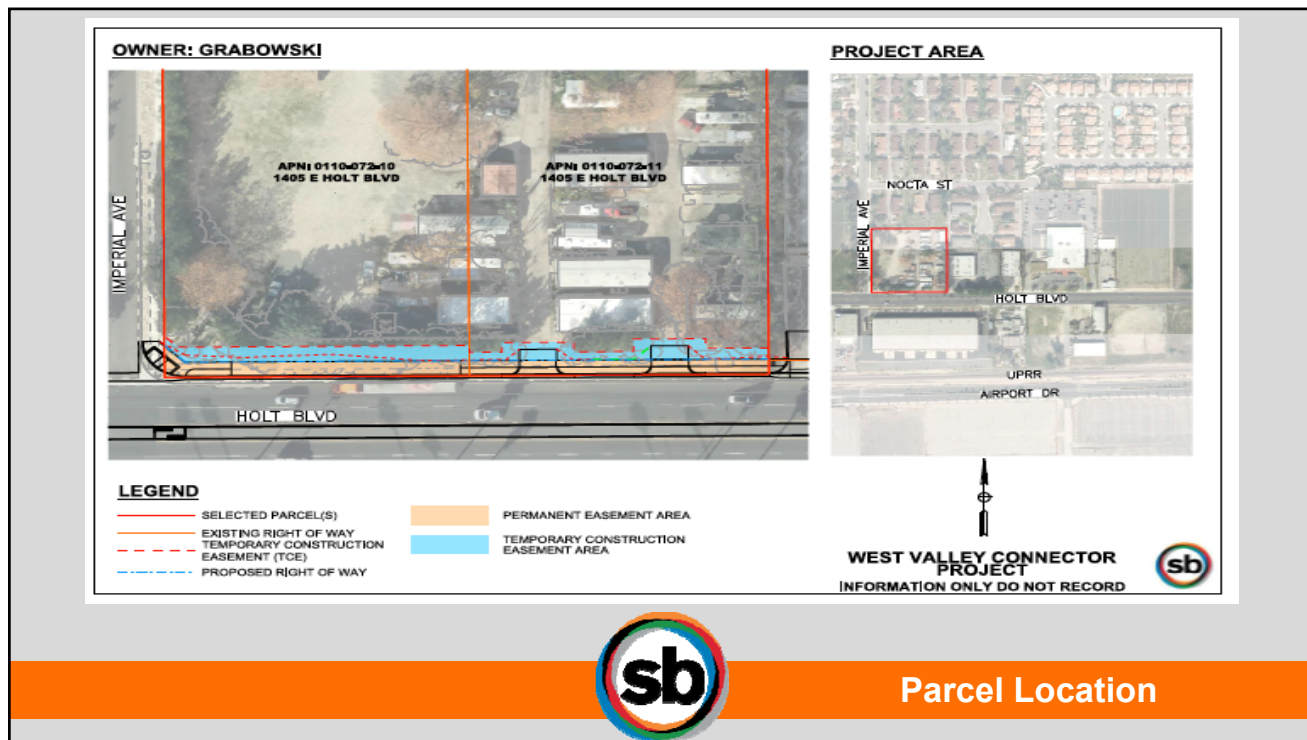 OWNER: GRABOWSKI
IMPERIAL AVE
APN: 0110-072-10
1405 E HOLT BLVD
APN: 0110-072-11
1405 E HOLT BLVD
HOLT BLVD
PROJECT AREA
NOCTA ST
IMPERIAL AVE
HOLT BLVD
UPRR
AIRPORT DR
LEGEND
SELECTED PARCEL(S)
EXISTING RIGHT OF WAY
TEMPORARY CONSTRUCTION
EASEMENT (TCE)
PROPOSED RIGHT OF WAY
PERMANENT EASEMENT AREA
TEMPORARY CONSTRUCTION
EASEMENT AREA
WEST VALLEY CONNECTOR
PROJECT
INFORMATION ONLY DO NOT RECORD
sb
sb
Parcel Location